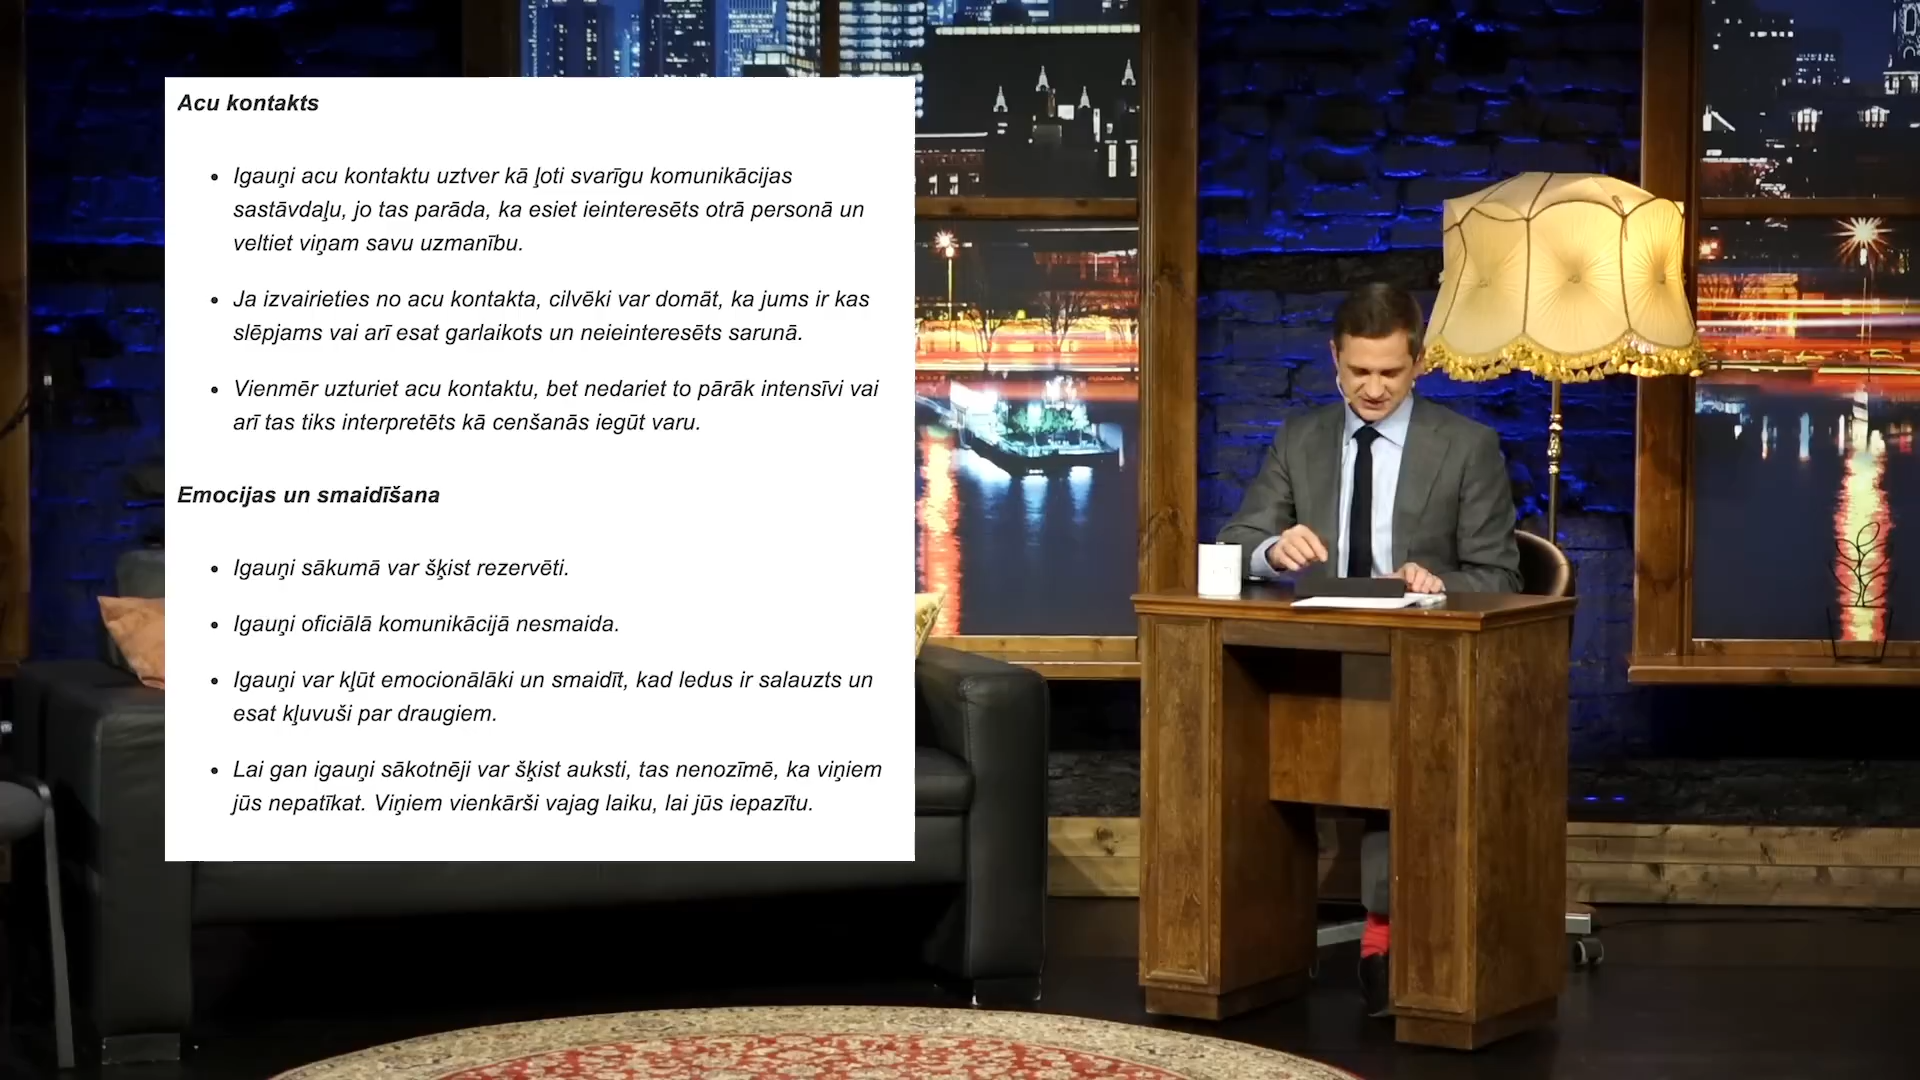 Acu kontakts
• Igauņi acu kontaktu uztver kā ļoti svarīgu komunikācijas
sastāvdaļu, jo tas parāda, ka esiet ieinteresēts otrā personā un
veltiet viņam savu uzmanību.
• Ja izvairieties no acu kontakta, cilvēki var domāt, ka jums ir kas
slēpjams vai arī esat garlaikots un neieinteresēts sarunā.
• Vienmēr uzturiet acu kontaktu, bet nedariet to pārāk intensīvi vai
arī tas tiks interpretēts kā cenšanās iegūt varu.
Emocijas un smaidīšana
• Igauņi sākumā var šķist rezervēti.
• Igauņi oficiālā komunikācijā nesmaida.
• Igauņi var kļūt emocionālāki un smaidīt, kad ledus ir salauzts un
esat kļuvuši par draugiem.
• Lai gan igauņi sākotnēji var šķist auksti, tas nenozīmē, ka viņiem
jūs nepatīkat. Viņiem vienkārši vajag laiku, lai jūs iepazītu.